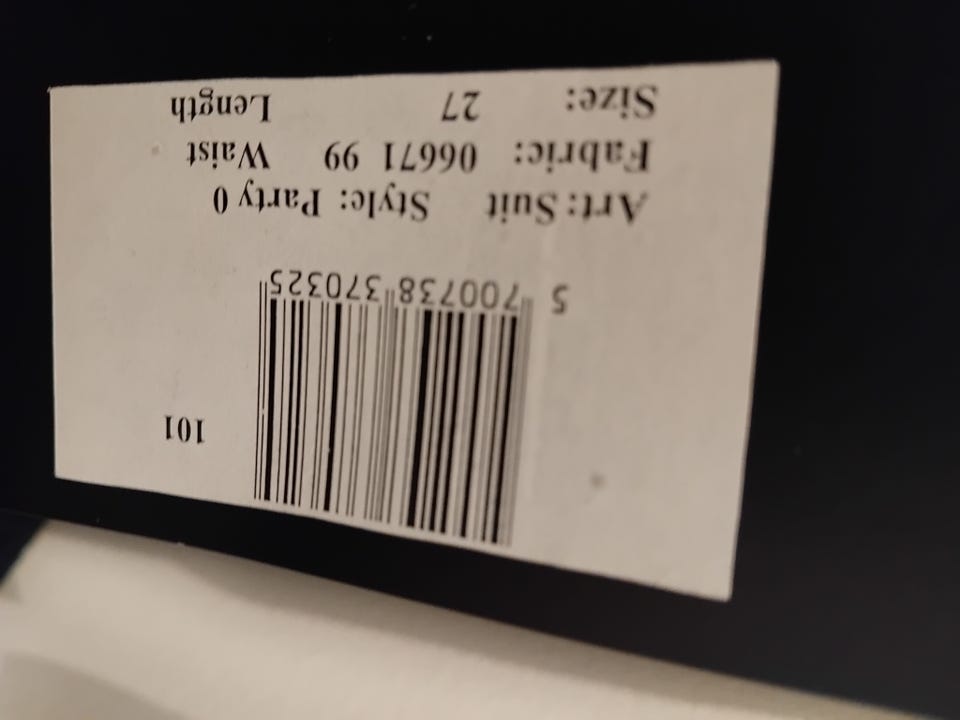 101
5 700738 370325
Art: Suit Style: Party 0
Fabric: 06671 99 Waist
Size: 27 Length